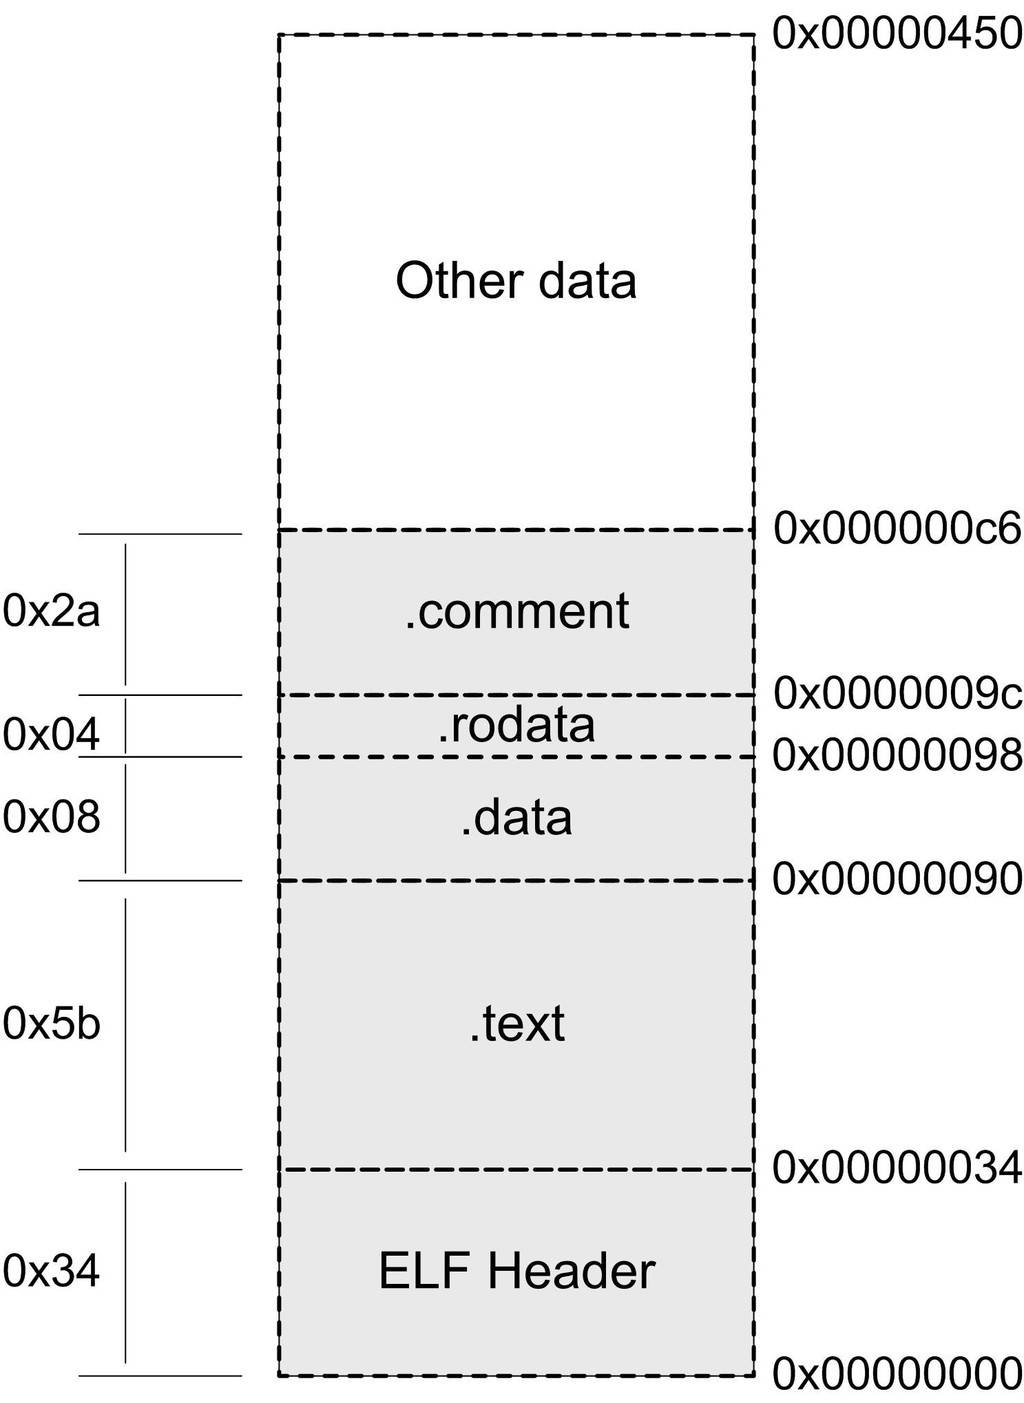 0x00000450
Other data
0x000000c6
0x2a
.comment
0x0000009c
0x04
.rodata
0x00000098
0x08
.data
0x00000090
0x5b
.text
0x00000034
0x34
ELF Header
0x00000000